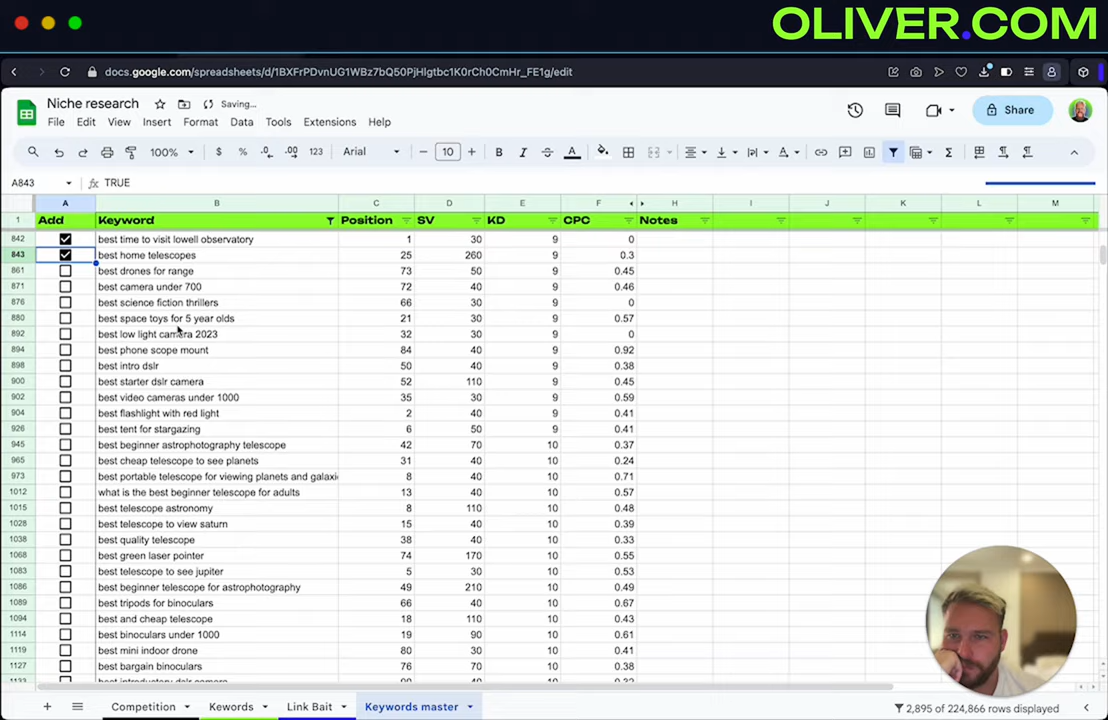 OLIVER.COM
docs.google.com/spreadsheets/d/1BXFrPDvnUG1WBz7bQ50PjHlgtbc1K0rCh0CmHr_FE1g/edit
Niche research Saving...
File Edit View Insert Format Data Tools Extensions Help
Share
100% $ % .0 .00 123 Arial 10 B I A Σ
A843 fx TRUE
A B C D E F H I J K L M
1 Add Keyword Position SV KD CPC Notes
842 best time to visit lowell observatory 1 30 9 0
843 best home telescopes 25 260 9 0.3
861 best drones for range 73 50 9 0.45
871 best camera under 700 72 40 9 0.46
876 best science fiction thrillers 66 30 9 0
880 best space toys for 5 year olds 21 30 9 0.57
892 best low light camera 2023 32 30 9 0
894 best phone scope mount 84 40 9 0.92
898 best intro dslr 50 40 9 0.38
900 best starter dslr camera 52 110 9 0.45
902 best video cameras under 1000 35 30 9 0.59
904 best flashlight with red light 2 40 9 0.41
926 best tent for stargazing 6 50 9 0.41
945 best beginner astrophotography telescope 42 70 10 0.37
965 best cheap telescope to see planets 31 40 10 0.24
973 best portable telescope for viewing planets and galaxi 8 40 10 0.71
1012 what is the best beginner telescope for adults 13 40 10 0.57
1015 best telescope astronomy 8 110 10 0.48
1028 best telescope to view saturn 15 40 10 0.39
1038 best quality telescope 38 40 10 0.33
1068 best green laser pointer 74 170 10 0.55
1083 best telescope to see jupiter 5 30 10 0.53
1086 best beginner telescope for astrophotography 49 210 10 0.49
1089 best tripods for binoculars 66 40 10 0.67
1094 best and cheap telescope 18 110 10 0.43
1114 best binoculars under 1000 19 90 10 0.61
1119 best mini indoor drone 80 30 10 0.41
1127 best bargain binoculars 76 70 10 0.38
1133 best introductory dslr camera 90 40 10 0.32
Competition Kewords Link Bait Keywords master 2,895 of 224,866 rows displayed